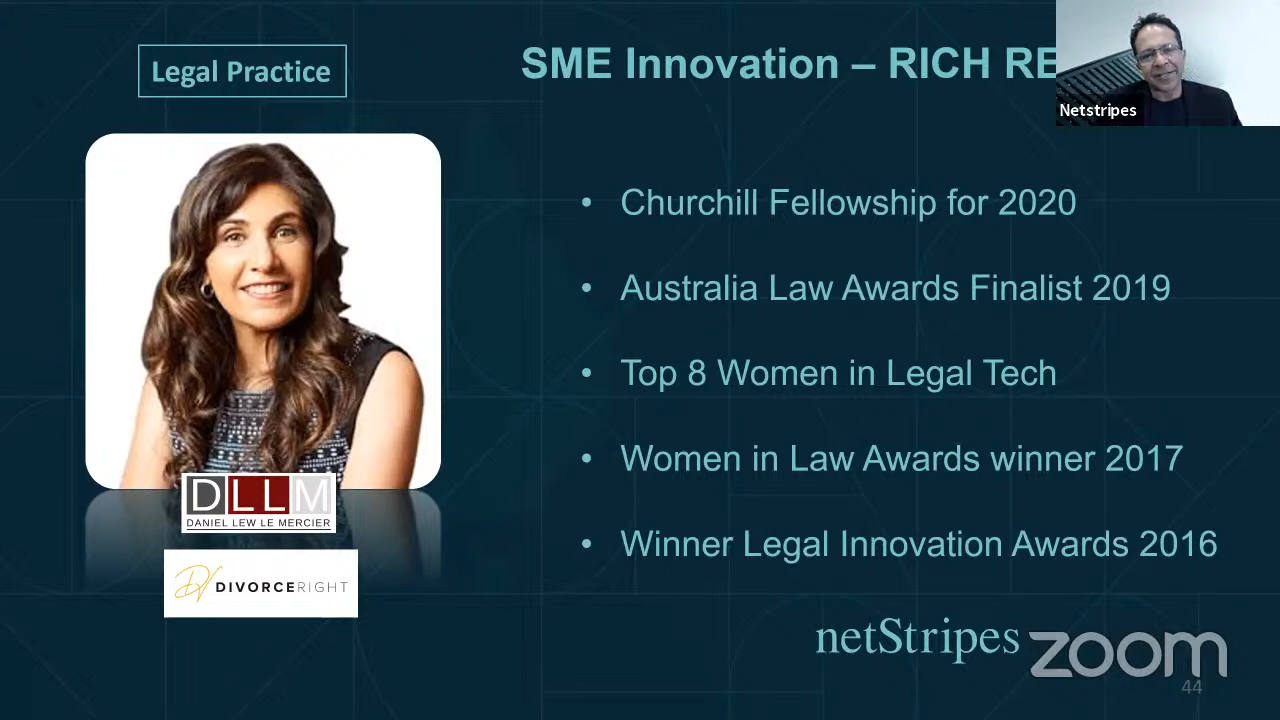 Legal Practice
SME Innovation – RICH RE
Netstripes
Churchill Fellowship for 2020
Australia Law Awards Finalist 2019
Top 8 Women in Legal Tech
Women in Law Awards winner 2017
Winner Legal Innovation Awards 2016
DLLM
DANIEL LEW LE MERCIER
DV DIVORCERIGHT
netStripes
zoom
44